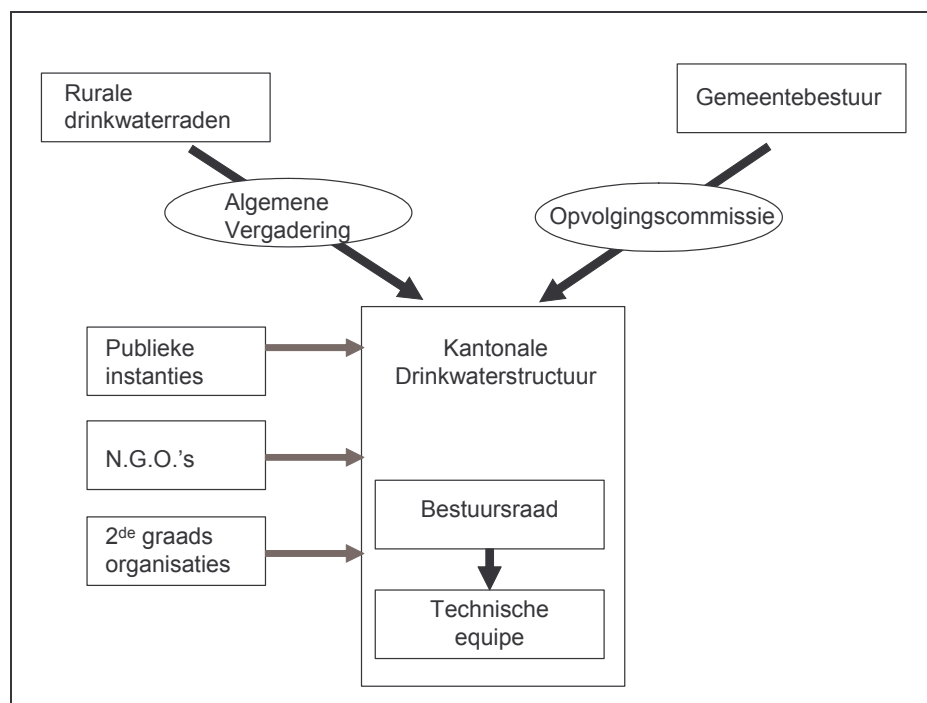 Rurale
drinkwaterraden
Gemeentebestuur
Algemene
Vergadering
Opvolgingscommissie
Kantonale
Drinkwaterstructuur
Publieke
instanties
N.G.O.'s
2de graads
organisaties
Bestuursraad
Technische
equipe